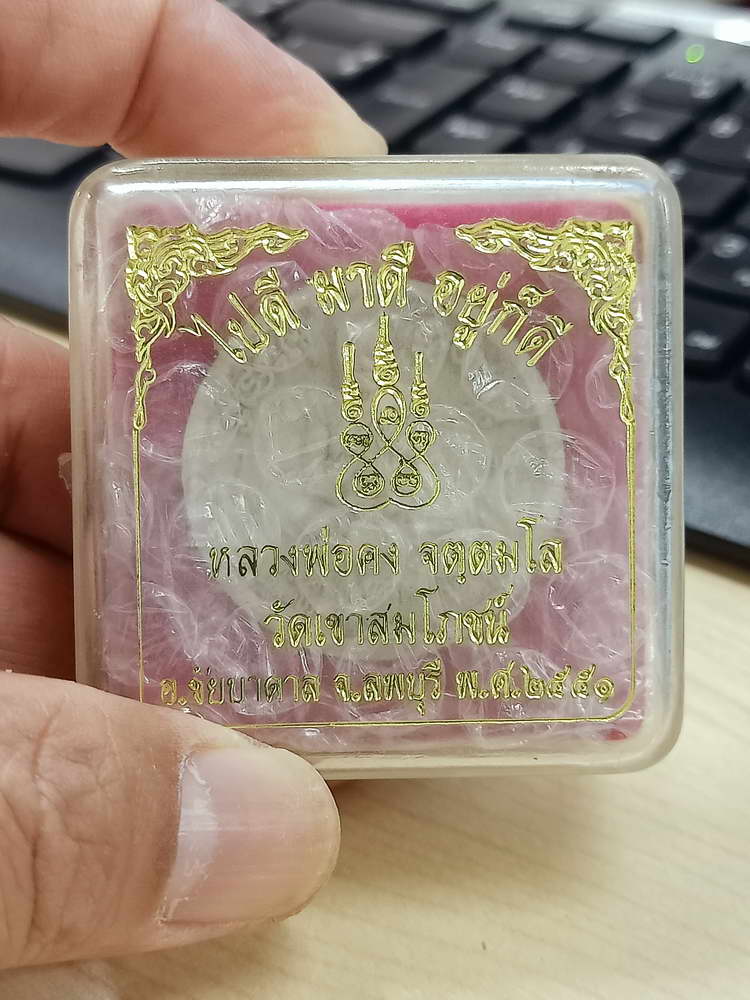 ไปดี มาดี อยู่ก็ดี
หลวงพ่อคง จตฺตมโล
วัดเขาสมโภชน์
อ.ชัยบาดาล จ.ลพบุรี พ.ศ.๒๕๕๑